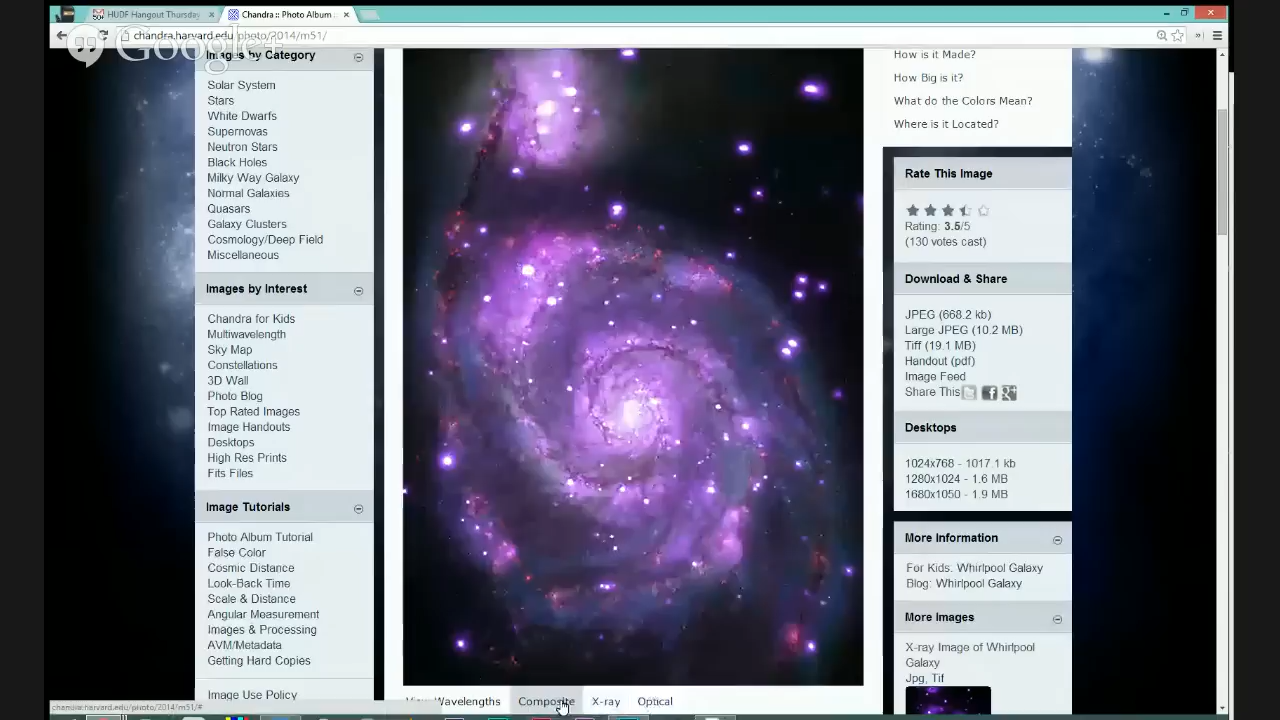 HUDF Hangout Thursday
Chandra :: Photo Album
chandra.harvard.edu/photo/2014/m51/
Google+
Images by Category
Solar System
Stars
White Dwarfs
Supernovas
Neutron Stars
Black Holes
Milky Way Galaxy
Normal Galaxies
Quasars
Galaxy Clusters
Cosmology/Deep Field
Miscellaneous
Images by Interest
Chandra for Kids
Multiwavelength
Sky Map
Constellations
3D Wall
Photo Blog
Top Rated Images
Image Handouts
Desktops
High Res Prints
Fits Files
Image Tutorials
Photo Album Tutorial
False Color
Cosmic Distance
Look-Back Time
Scale & Distance
Angular Measurement
Images & Processing
AVM/Metadata
Getting Hard Copies
Image Use Policy
chandra.harvard.edu/photo/2014/m51/#
Wavelengths Composite X-ray Optical
How is it Made?
How Big is it?
What do the Colors Mean?
Where is it Located?
Rate This Image
Rating: 3.5/5
(130 votes cast)
Download & Share
JPEG (668.2 kb)
Large JPEG (10.2 MB)
Tiff (19.1 MB)
Handout (pdf)
Image Feed
Share This
Desktops
1024x768 - 1017.1 kb
1280x1024 - 1.6 MB
1680x1050 - 1.9 MB
More Information
For Kids: Whirlpool Galaxy
Blog: Whirlpool Galaxy
More Images
X-ray Image of Whirlpool
Galaxy
Jpg, Tif